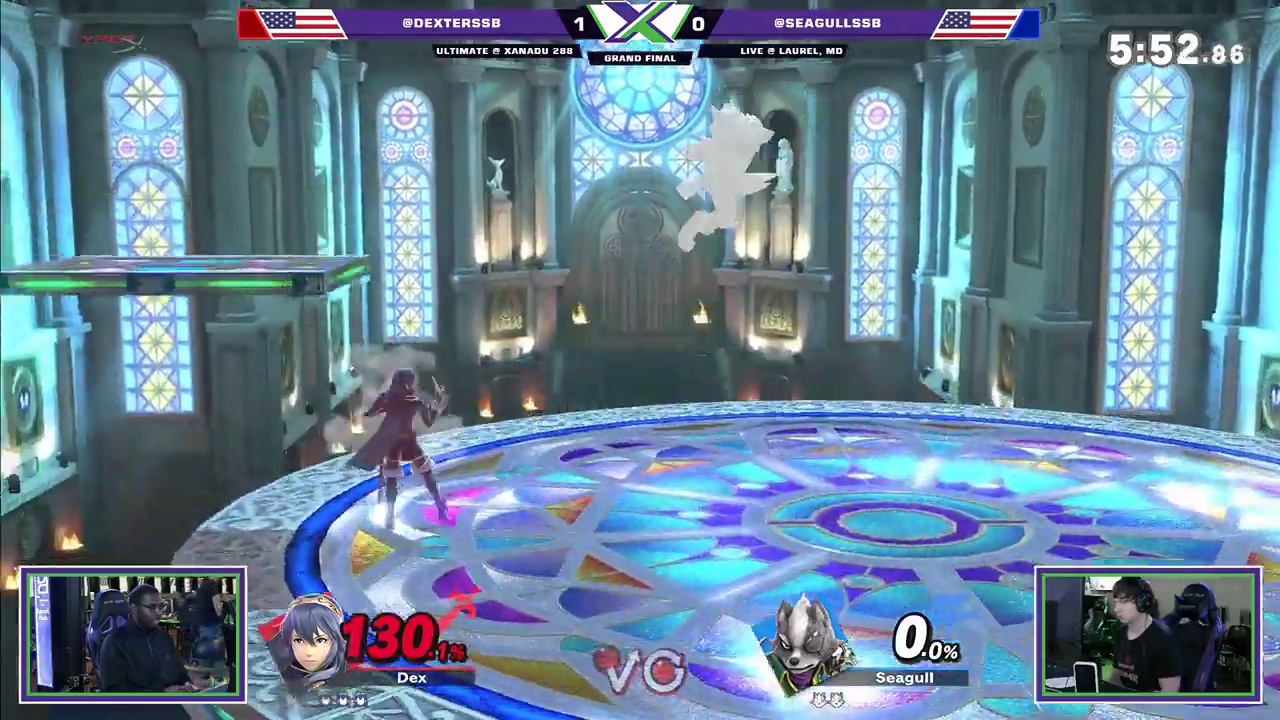 @DEXTERSSB 1 0 @SEAGULLSSB
ULTIMATE @ XANADU 288 LIVE @ LAUREL, MD
GRAND FINAL
5:52.86
130.1%
Dex
0.0%
Seagull